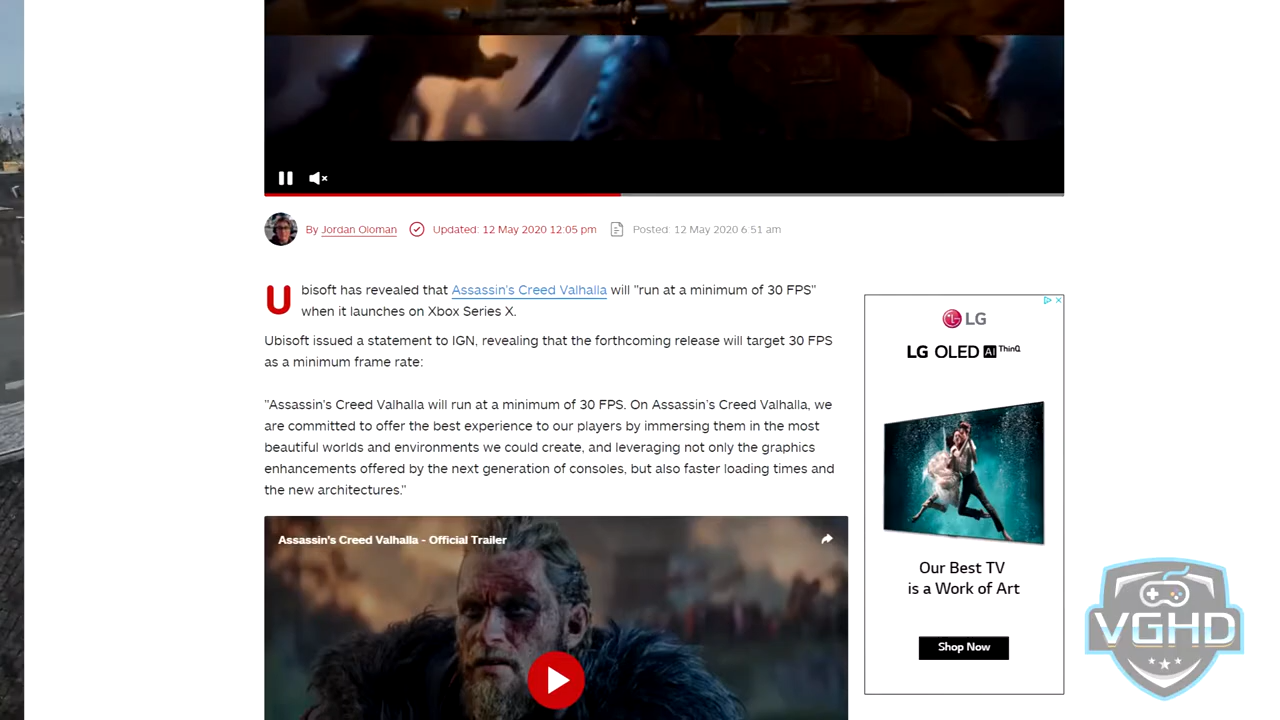 By Jordan Oloman Updated: 12 May 2020 12:05 pm Posted: 12 May 2020 6:51 am
Ubisoft has revealed that Assassin's Creed Valhalla will "run at a minimum of 30 FPS"
when it launches on Xbox Series X.
Ubisoft issued a statement to IGN, revealing that the forthcoming release will target 30 FPS
as a minimum frame rate:
"Assassin's Creed Valhalla will run at a minimum of 30 FPS. On Assassin's Creed Valhalla, we
are committed to offer the best experience to our players by immersing them in the most
beautiful worlds and environments we could create, and leveraging not only the graphics
enhancements offered by the next generation of consoles, but also faster loading times and
the new architectures."
Assassin's Creed Valhalla - Official Trailer
LG
LG OLED AI ThinQ
Our Best TV
is a Work of Art
Shop Now
VGHD